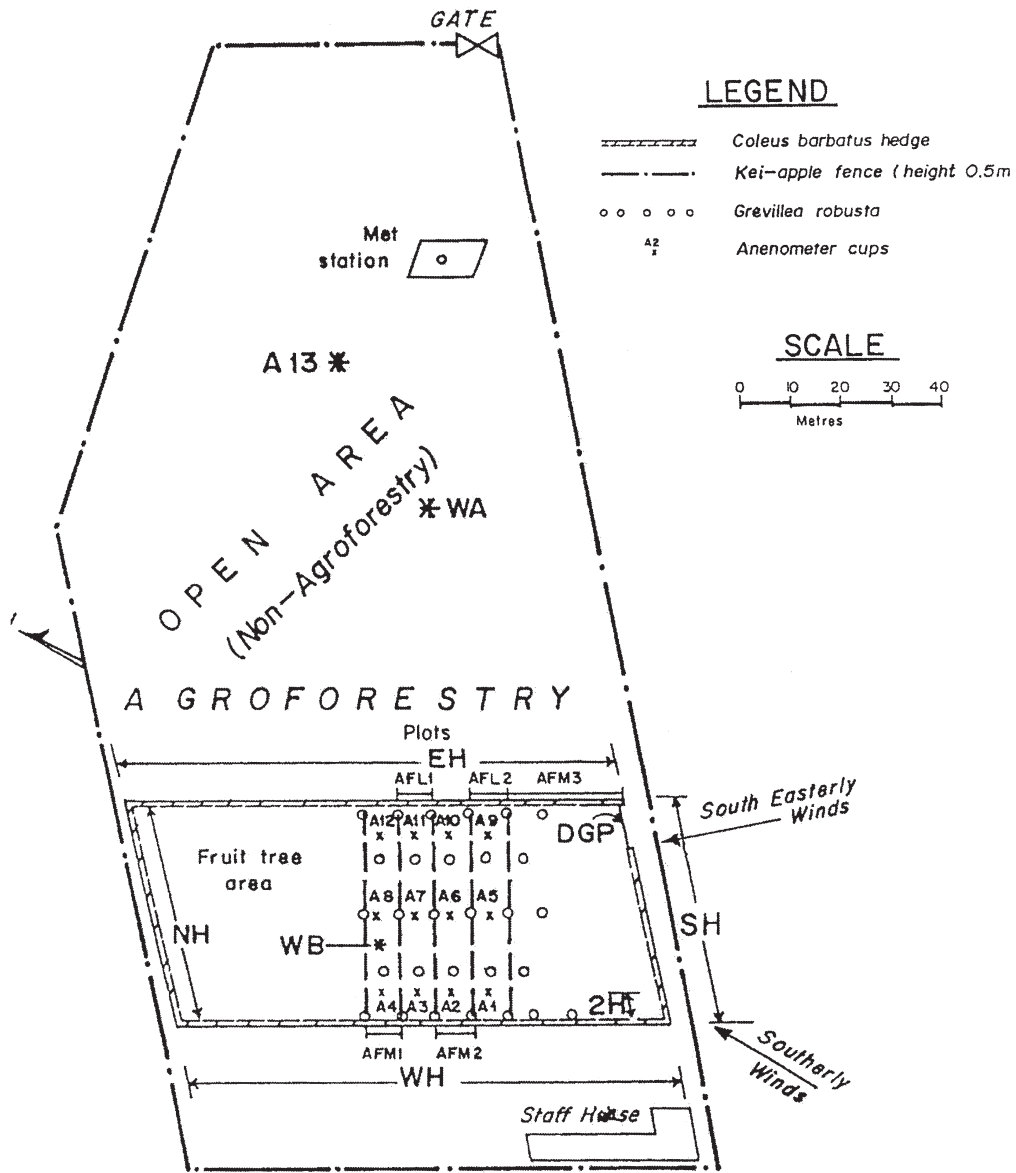 GATE
LEGEND
Coleus barbatus hedge
Kei-apple fence (height 0.5m
Grevillea robusta
A2
Anenometer cups
Met
station
SCALE
0 10 20 30 40
Metres
A13
OPEN AREA
(Non-Agroforestry)
WA
AGROFORESTRY
Plots
EH
AFL1 AFL2 AFM3
South Easterly
Winds
A12 A11 A10 A9
DGP
Fruit tree
area
A8 A7 A6 A5
NH
WB
SH
2H
A4 A3 A2 A1
AFM1 AFM2
WH
Southerly
Winds
Staff